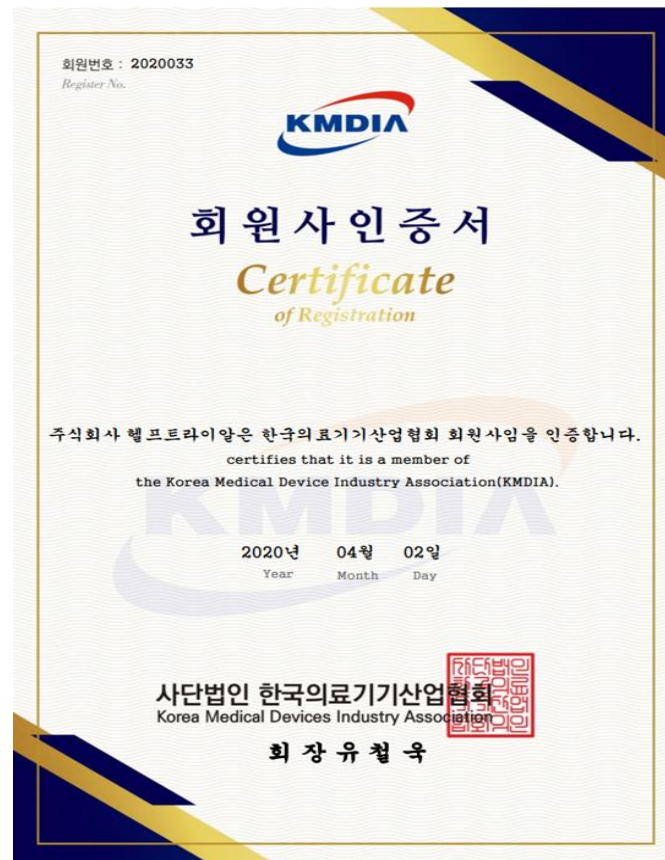 회원번호 : 2020033
Register No.
KMDIA
회원사인증서
Certificate
of Registration
주식회사 헬프트라이알은 한국의료기기산업협회 회원사임을 인증합니다.
certifies that it is a member of
the Korea Medical Device Industry Association(KMDIA).
KMDIA
2020년 04월 02일
Year Month Day
사단법인 한국의료기기산업협회
Korea Medical Devices Industry Association
회장유철욱